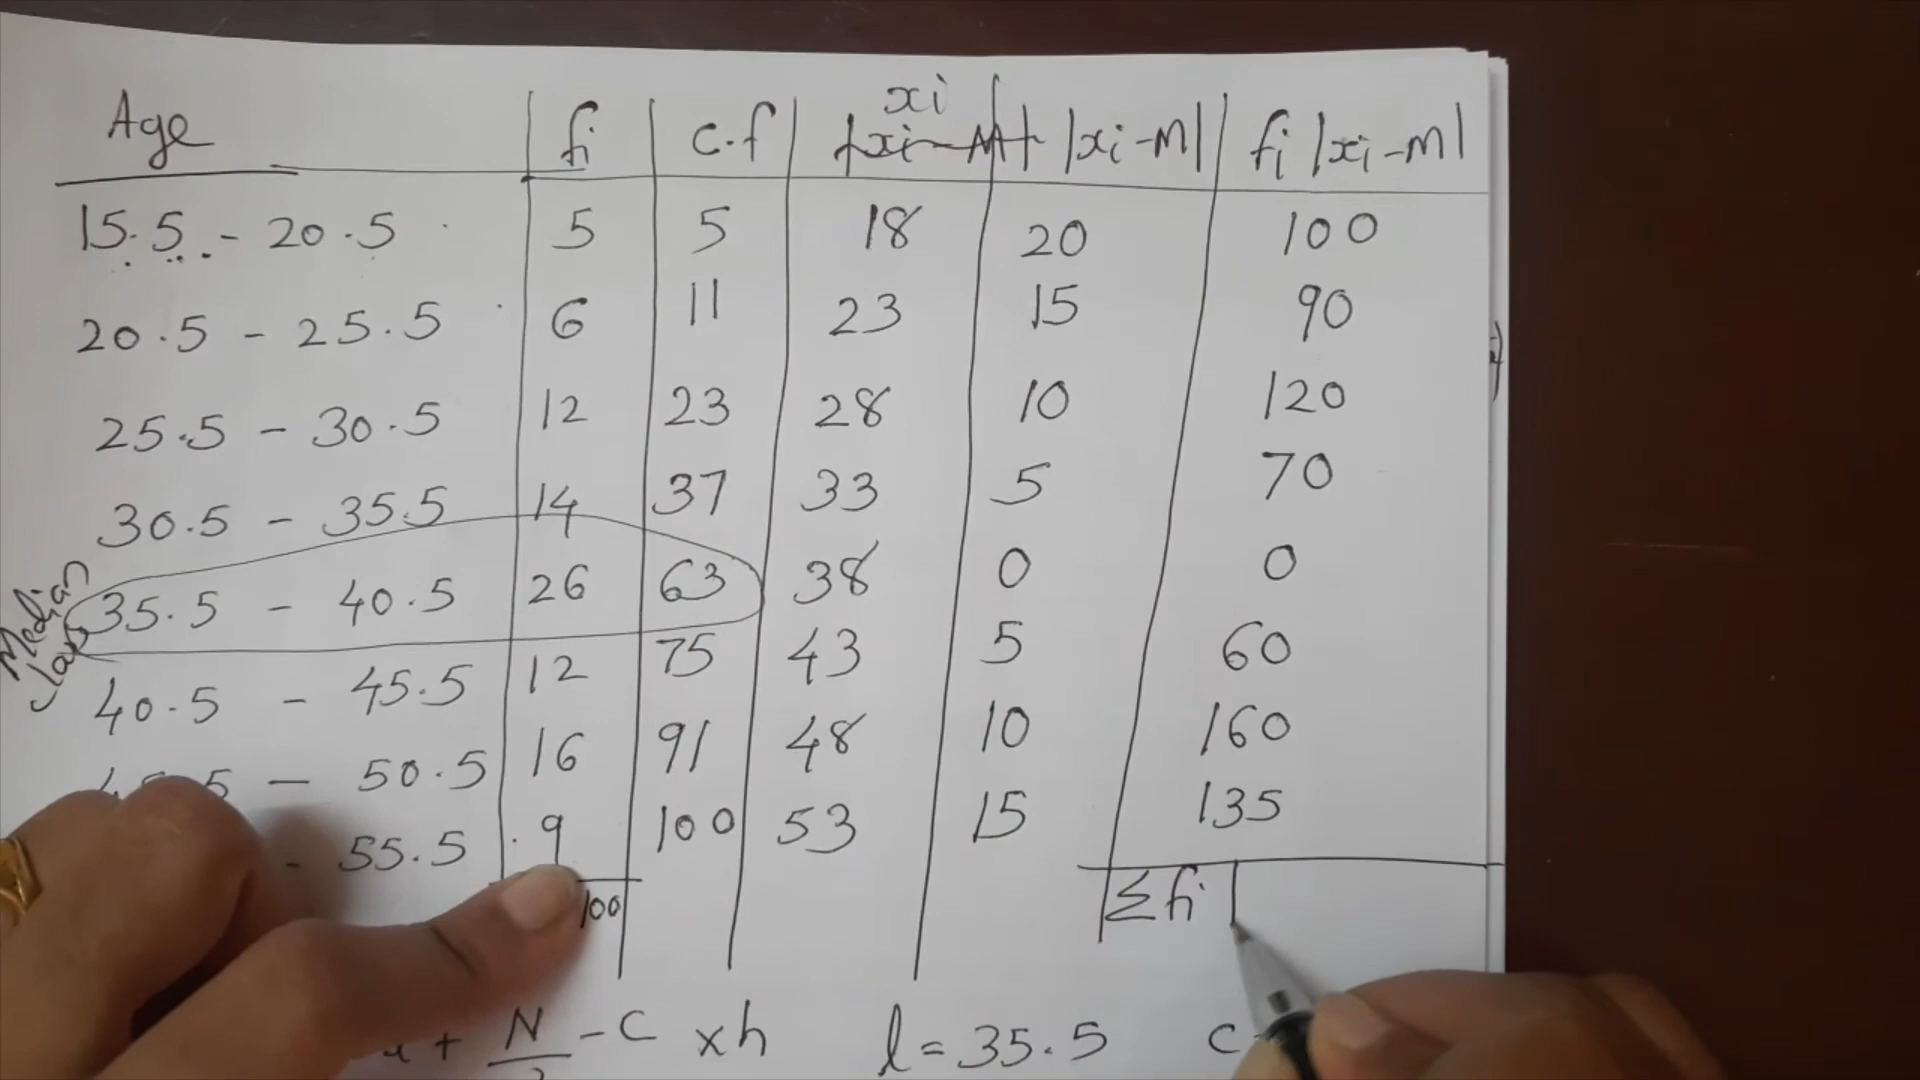 Age fi c.f xi |xi-M| fi |xi-M|
15.5 - 20.5 5 5 18 20 100
20.5 - 25.5 6 11 23 15 90
25.5 - 30.5 12 23 28 10 120
30.5 - 35.5 14 37 33 5 70
35.5 - 40.5 26 63 38 0 0
Median
40.5 - 45.5 12 75 43 5 60
- 50.5 16 91 48 10 160
- 55.5 9 100 53 15 135
100 Σfi |
+ N - C xh l = 35.5 c